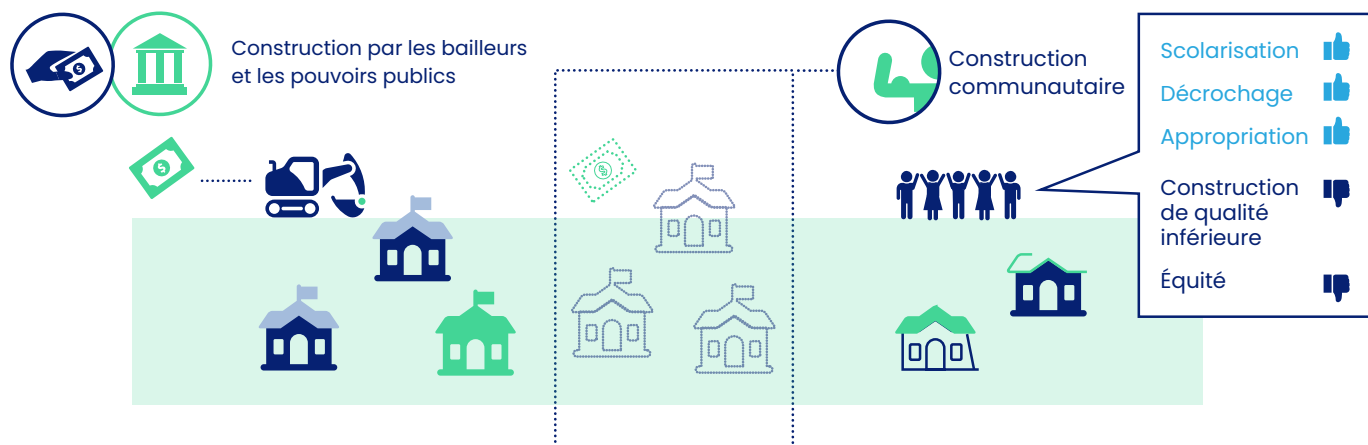 Construction par les bailleurs
et les pouvoirs publics
Construction
communautaire
Scolarisation
Décrochage
Appropriation
Construction
de qualité
inférieure
Équité